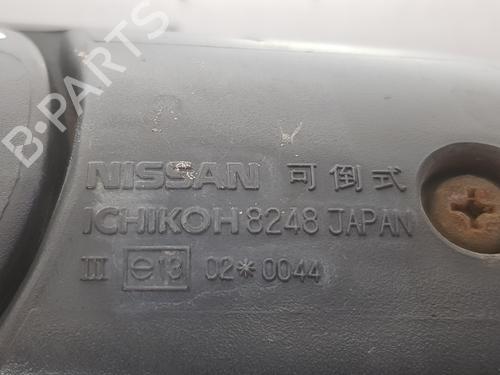 B-PARTS
NISSAN 可倒式
ICHIKOH 8248 JAPAN
III e13 02*0044